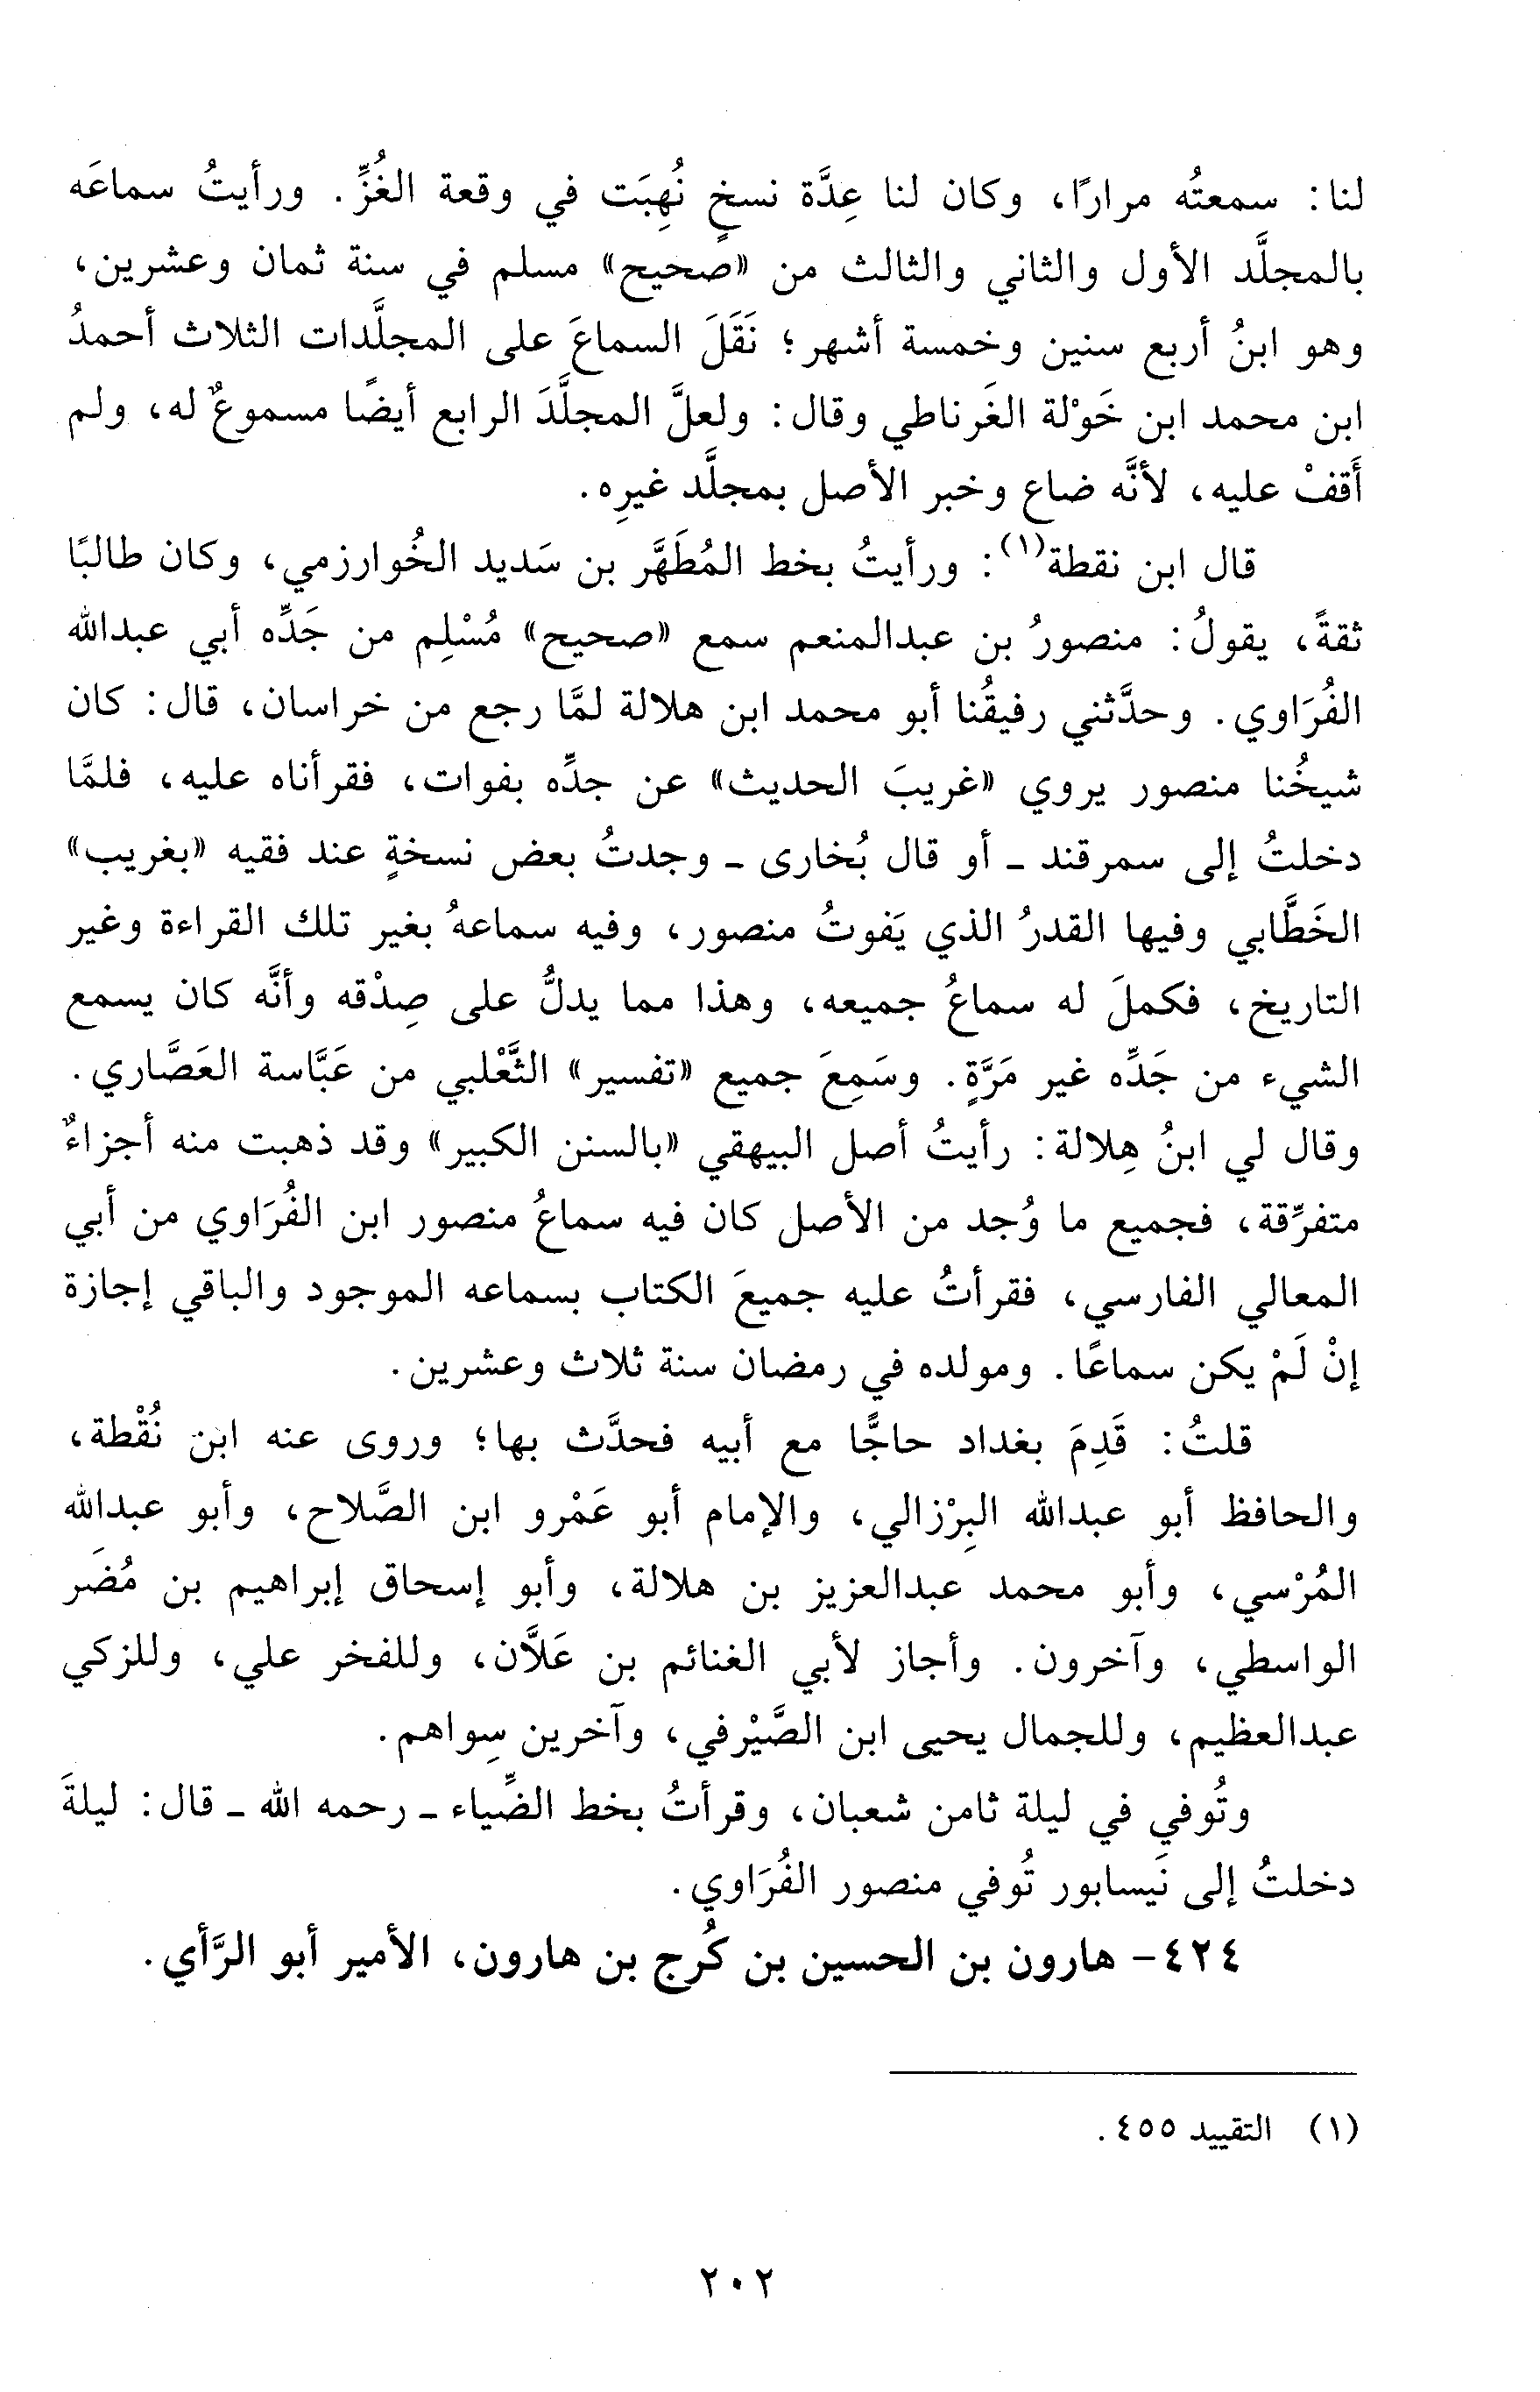 لنا: سمعتُه مرارًا، وكان لنا عِدَّة نسخٍ نُهِبَت في وقعة الغُزِّ. ورأيتُ سماعَه
بالمجلَّد الأول والثاني والثالث من «صحيح» مسلم في سنة ثمان وعشرين،
وهو ابنُ أربع سنين وخمسة أشهر؛ نَقَلَ السماعَ على المجلَّدات الثلاث أحمدُ
ابن محمد ابن خَوْلة الغَرناطي وقال: ولعلَّ المجلَّدَ الرابع أيضًا مسموعٌ له، ولم
أَقفْ عليه، لأنَّه ضاع وخبر الأصل بمجلَّد غيرِه.
قال ابن نقطة(١): ورأيتُ بخط المُطَهَّر بن سَديد الخُوارزمي، وكان طالبًا
ثقةً، يقولُ: منصورُ بن عبدالمنعم سمع «صحيح» مُسْلِم من جَدِّه أبي عبدالله
الفُرَاوي. وحدَّثني رفيقُنا أبو محمد ابن هلالة لمَّا رجع من خراسان، قال: كان
شيخُنا منصور يروي «غريبَ الحديث» عن جدِّه بفوات، فقرأناه عليه، فلمَّا
دخلتُ إلى سمرقند - أو قال بُخارى - وجدتُ بعض نسخةٍ عند فقيه «بغريب»
الخَطَّابي وفيها القدرُ الذي يَفوتُ منصور، وفيه سماعهُ بغير تلك القراءة وغير
التاريخ، فكملَ له سماعُ جميعه، وهذا مما يدلُّ على صِدْقه وأنَّه كان يسمع
الشيء من جَدِّه غير مَرَّةٍ. وسَمِعَ جميع «تفسير» الثَّعْلبي من عَبَّاسة العَصَّاري.
وقال لي ابنُ هِلالة: رأيتُ أصل البيهقي «بالسنن الكبير» وقد ذهبت منه أجزاءٌ
متفرِّقة، فجميع ما وُجد من الأصل كان فيه سماعُ منصور ابن الفُرَاوي من أبي
المعالي الفارسي، فقرأتُ عليه جميعَ الكتاب بسماعه الموجود والباقي إجازة
إنْ لَمْ يكن سماعًا. ومولده في رمضان سنة ثلاث وعشرين.
قلتُ: قَدِمَ بغداد حاجًّا مع أبيه فحدَّث بها؛ وروى عنه ابن نُقْطة،
والحافظ أبو عبدالله البِرْزالي، والإمام أبو عَمْرو ابن الصَّلاح، وأبو عبدالله
المُرْسي، وأبو محمد عبدالعزيز بن هلالة، وأبو إسحاق إبراهيم بن مُضَر
الواسطي، وآخرون. وأجاز لأبي الغنائم بن عَلاَّن، وللفخر علي، وللزكي
عبدالعظيم، وللجمال يحيى ابن الصَّيْرفي، وآخرين سِواهم.
وتُوفي في ليلة ثامن شعبان، وقرأتُ بخط الضِّياء - رحمه الله - قال: ليلةَ
دخلتُ إلى نَيسابور تُوفي منصور الفُرَاوي.
٤٢٤- هارون بن الحسين بن كُرج بن هارون، الأمير أبو الرَّأي.
(١) التقييد ٤٥٥.
٢٠٢